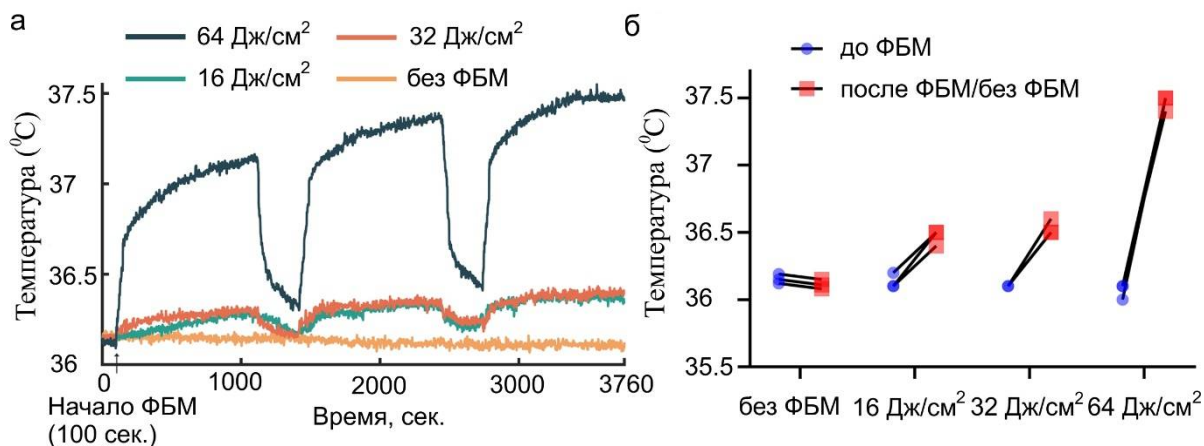 а
64 Дж/см²
32 Дж/см²
16 Дж/см²
без ФБМ
Температура (⁰С)
37.5
37
36.5
36
0
1000
2000
3000
3760
Начало ФБМ
(100 сек.)
Время, сек.
б
до ФБМ
после ФБМ/без ФБМ
Температура (⁰С)
37.5
37
36.5
36
35.5
без ФБМ
16 Дж/см²
32 Дж/см²
64 Дж/см²